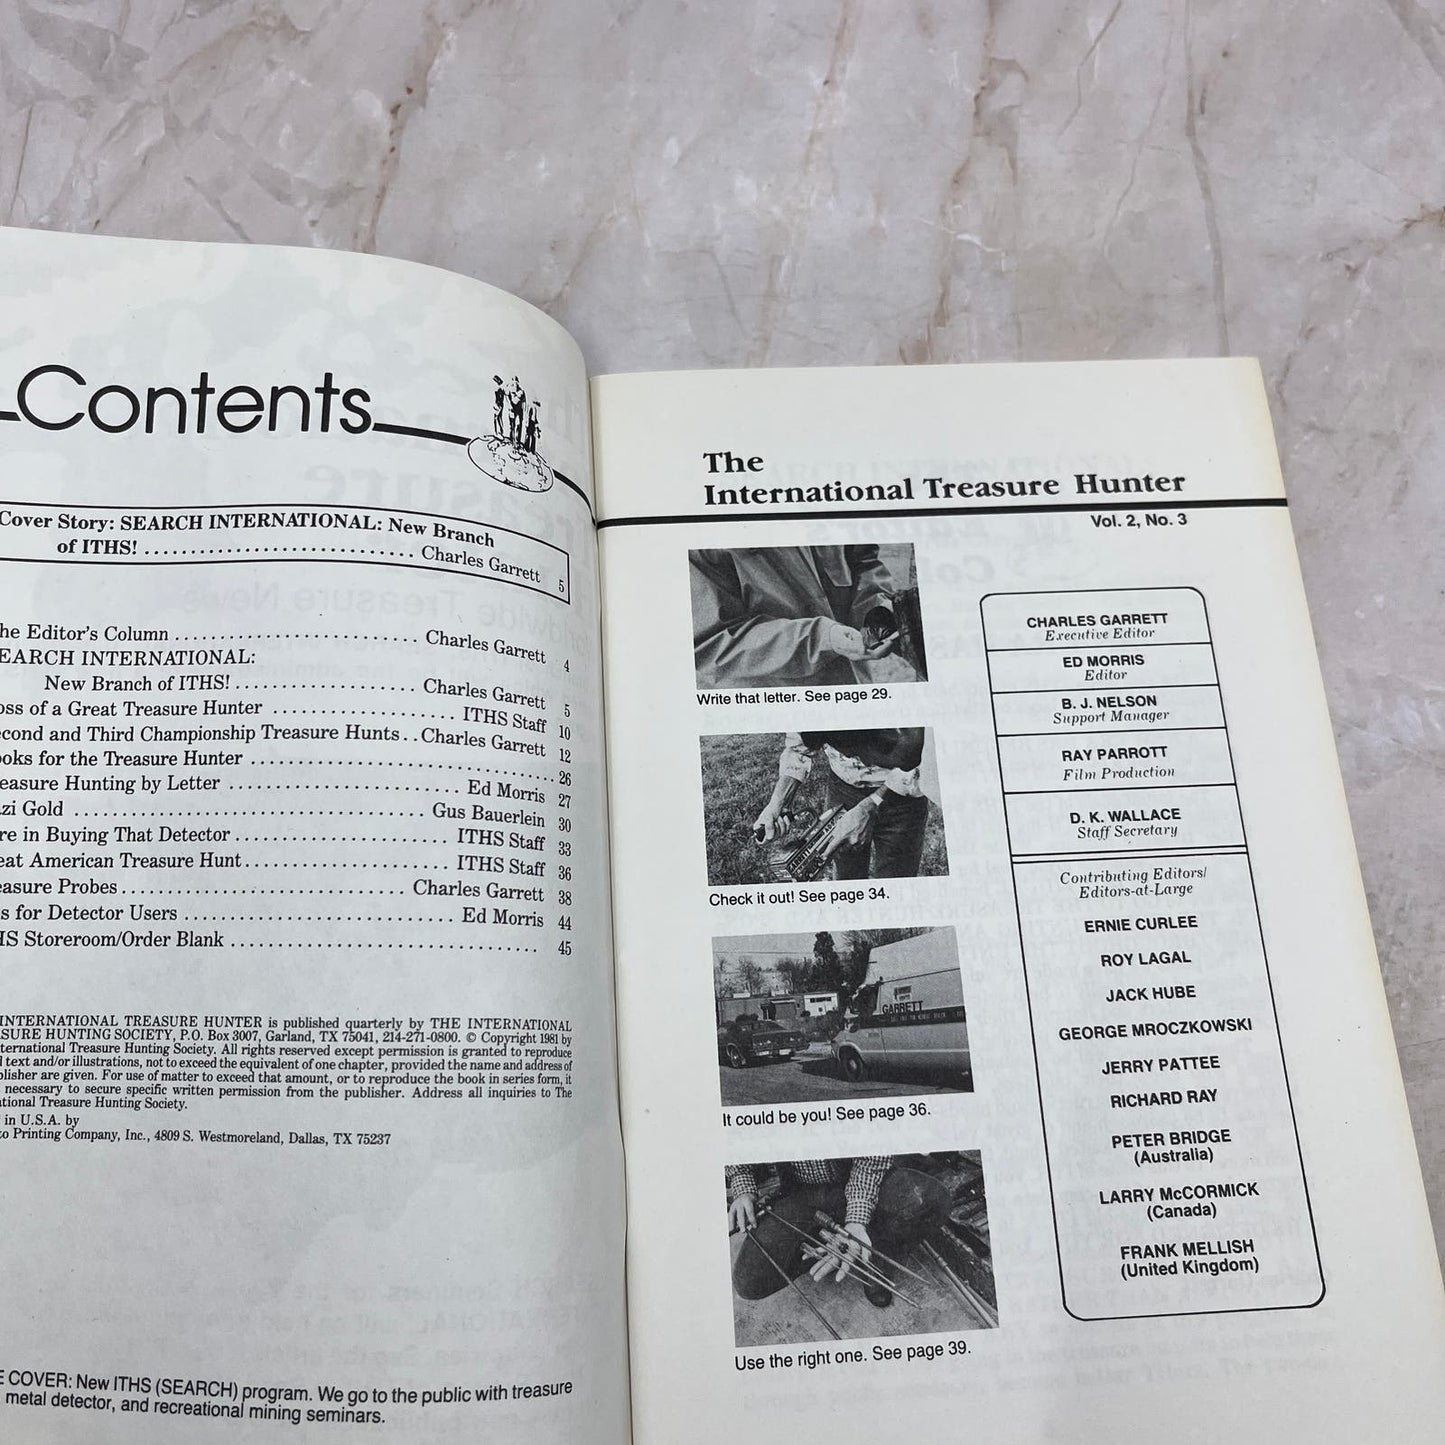 Contents
Cover Story: SEARCH INTERNATIONAL: New Branch
of ITHS! .............................. Charles Garrett 5
he Editor's Column ........................... Charles Garrett 4
EARCH INTERNATIONAL:
New Branch of ITHS! .................... Charles Garrett 5
oss of a Great Treasure Hunter .................... ITHS Staff 10
econd and Third Championship Treasure Hunts .. Charles Garrett 12
ooks for the Treasure Hunter .................................. 26
reasure Hunting by Letter .......................... Ed Morris 27
azi Gold ....................................... Gus Bauerlein 30
re in Buying That Detector ........................ ITHS Staff 33
eat American Treasure Hunt ....................... ITHS Staff 36
easure Probes ................................ Charles Garrett 38
s for Detector Users .............................. Ed Morris 44
HS Storeroom/Order Blank .................................. 45
INTERNATIONAL TREASURE HUNTER is published quarterly by THE INTERNATIONAL
ASURE HUNTING SOCIETY, P.O. Box 3007, Garland, TX 75041, 214-271-0800. © Copyright 1981 by
nternational Treasure Hunting Society. All rights reserved except permission is granted to reproduce
l text and/or illustrations, not to exceed the equivalent of one chapter, provided the name and address of
blisher are given. For use of matter to exceed that amount, or to reproduce the book in series form, it
necessary to secure specific written permission from the publisher. Address all inquiries to The
ational Treasure Hunting Society.
in U.S.A. by
to Printing Company, Inc., 4809 S. Westmoreland, Dallas, TX 75237
E COVER: New ITHS (SEARCH) program. We go to the public with treasure
metal detector, and recreational mining seminars.
The
International Treasure Hunter
Vol. 2, No. 3
Write that letter. See page 29.
Check it out! See page 34.
GARRETT
It could be you! See page 36.
Use the right one. See page 39.
CHARLES GARRETT
Executive Editor
ED MORRIS
Editor
B. J. NELSON
Support Manager
RAY PARROTT
Film Production
D. K. WALLACE
Staff Secretary
Contributing Editors/
Editors-at-Large
ERNIE CURLEE
ROY LAGAL
JACK HUBE
GEORGE MROCZKOWSKI
JERRY PATTEE
RICHARD RAY
PETER BRIDGE
(Australia)
LARRY McCORMICK
(Canada)
FRANK MELLISH
(United Kingdom)